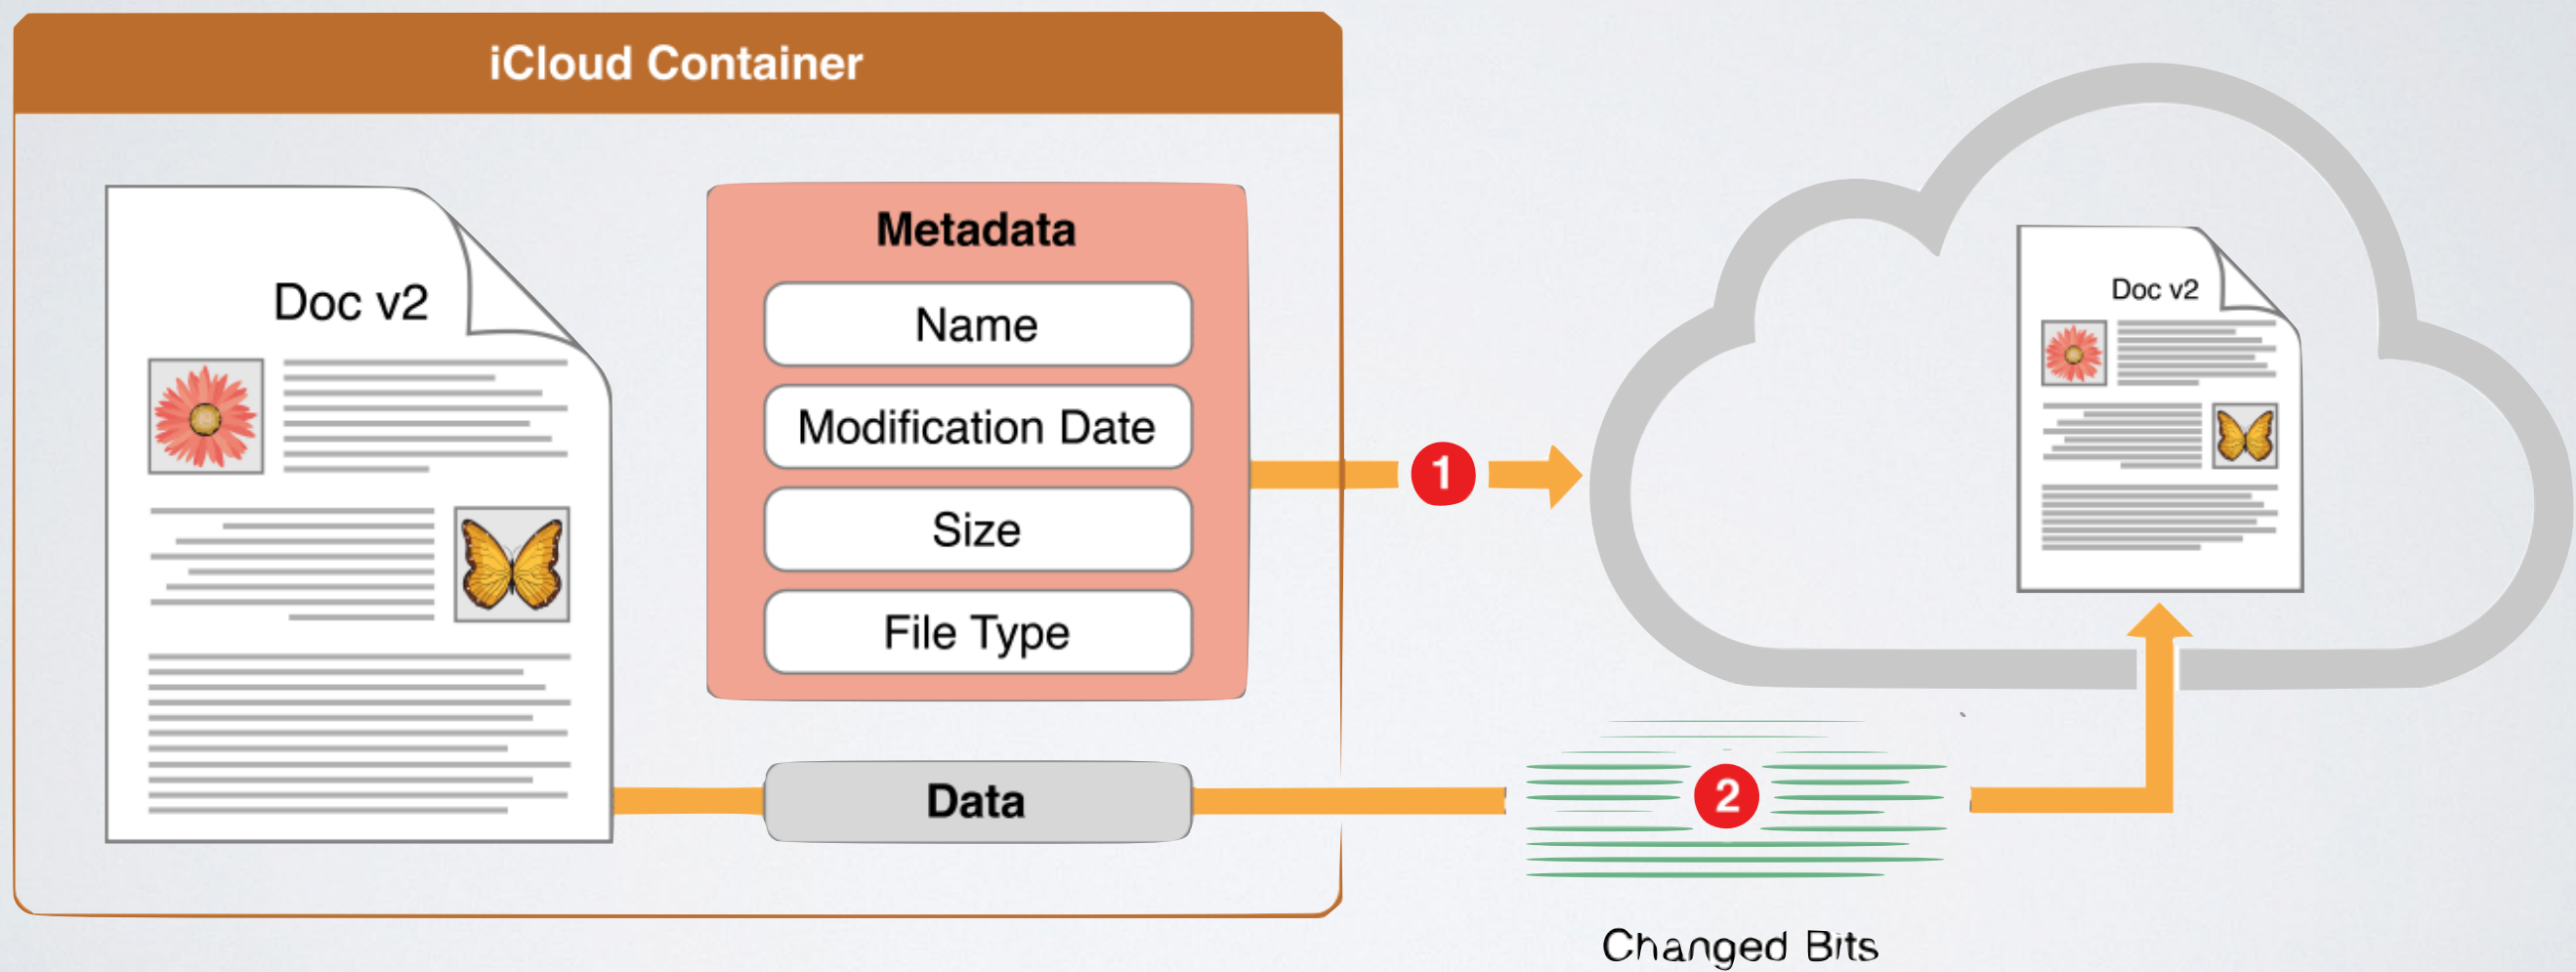 iCloud Container
Doc v2
Metadata
Name
Modification Date
Size
File Type
Data
1
2
Changed Bits
Doc v2